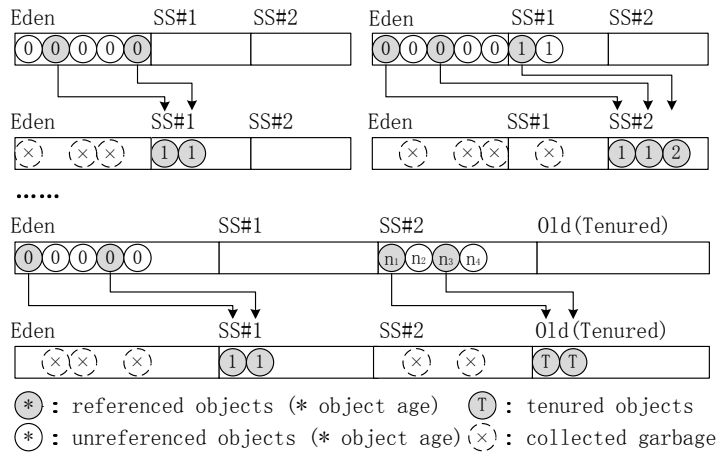 Eden SS#1 SS#2 Eden SS#1 SS#2
0 0 0 0 0 0 0 0 0 0 1 1
Eden SS#1 SS#2 Eden SS#1 SS#2
× × × 1 1 × × × × 1 1 2
……
Eden SS#1 SS#2 Old(Tenured)
0 0 0 0 0 n₁ n₂ n₃ n₄
Eden SS#1 SS#2 Old(Tenured)
× × × 1 1 × × T T
* : referenced objects (* object age) T : tenured objects
* : unreferenced objects (* object age) × : collected garbage